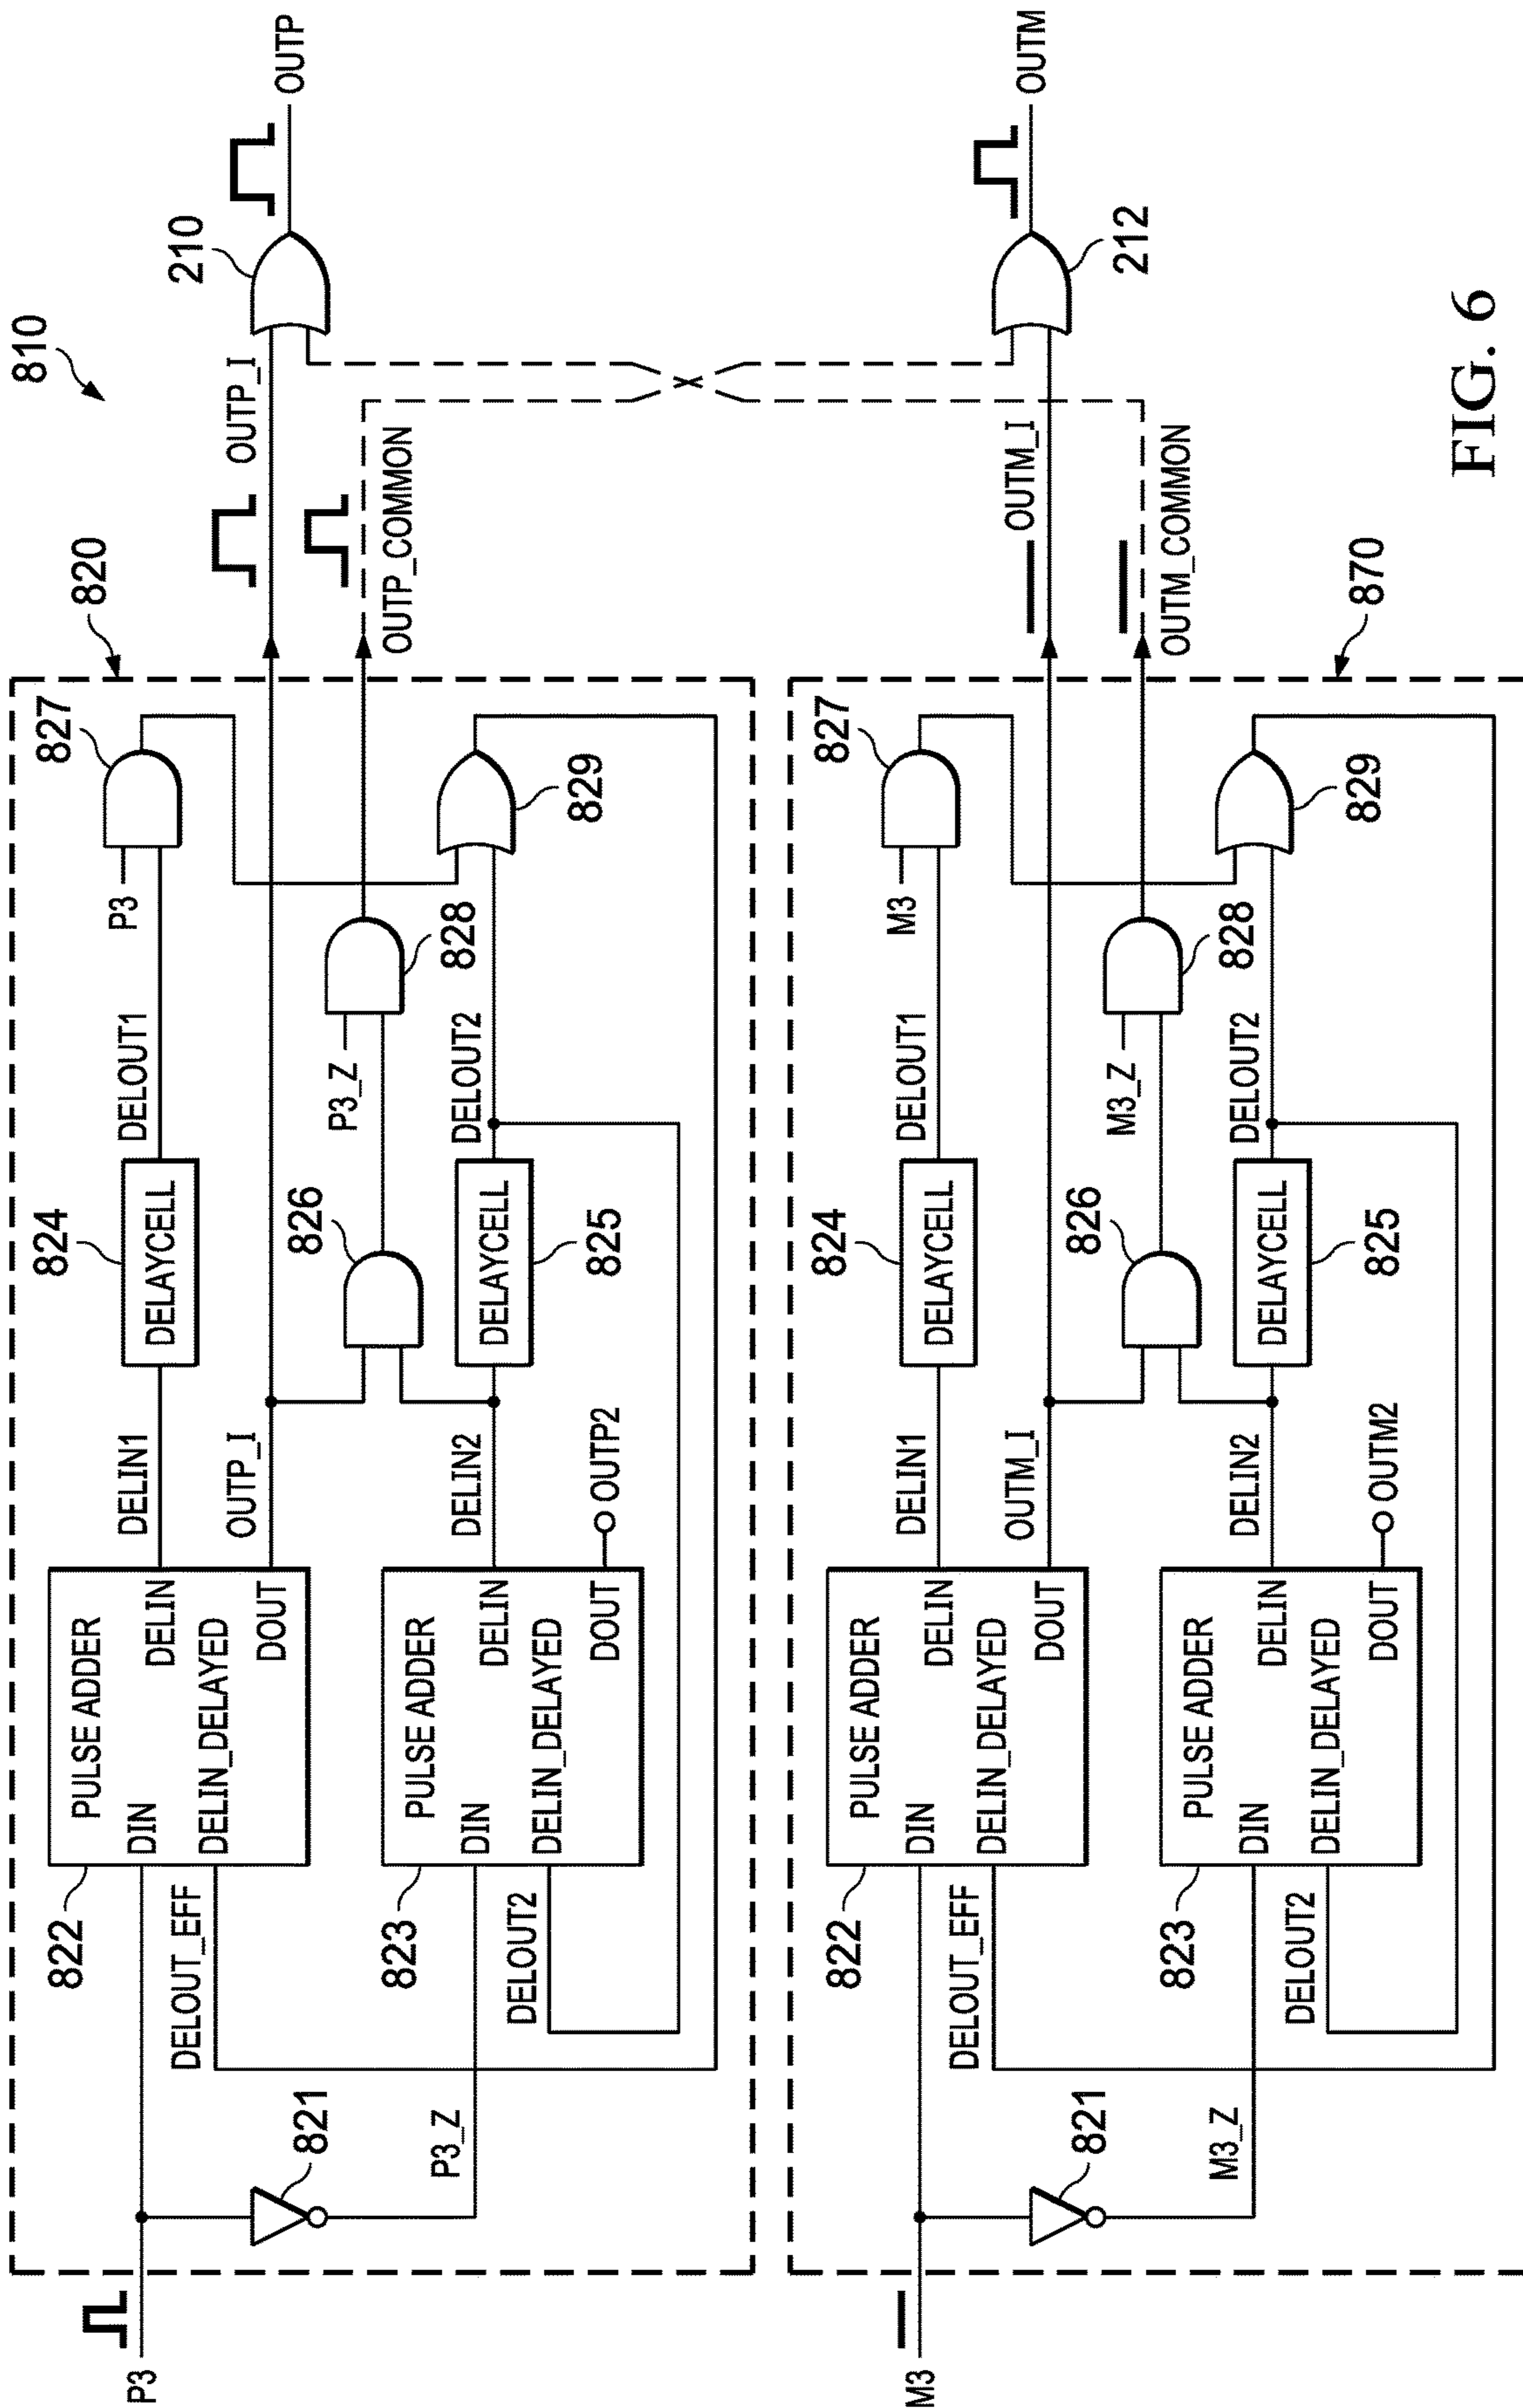 810
820
P3
822
PULSE ADDER
DIN
DELIN
DELIN_DELAYED
DOUT
DELOUT_EFF
DELIN1
824
DELAYCELL
DELOUT1
P3
827
OUTP_I
OUTP_I
210
OUTP
821
P3_Z
823
PULSE ADDER
DIN
DELIN
DELIN_DELAYED
DOUT
DELOUT2
DELIN2
OUTP2
826
DELAYCELL
825
P3_Z
828
DELOUT2
829
OUTP_COMMON
870
M3
822
PULSE ADDER
DIN
DELIN
DELIN_DELAYED
DOUT
DELOUT_EFF
DELIN1
824
DELAYCELL
DELOUT1
M3
827
OUTM_I
OUTM_I
212
OUTM
821
M3_Z
823
PULSE ADDER
DIN
DELIN
DELIN_DELAYED
DOUT
DELOUT2
DELIN2
OUTM2
826
DELAYCELL
825
M3_Z
828
DELOUT2
829
OUTM_COMMON
FIG. 6